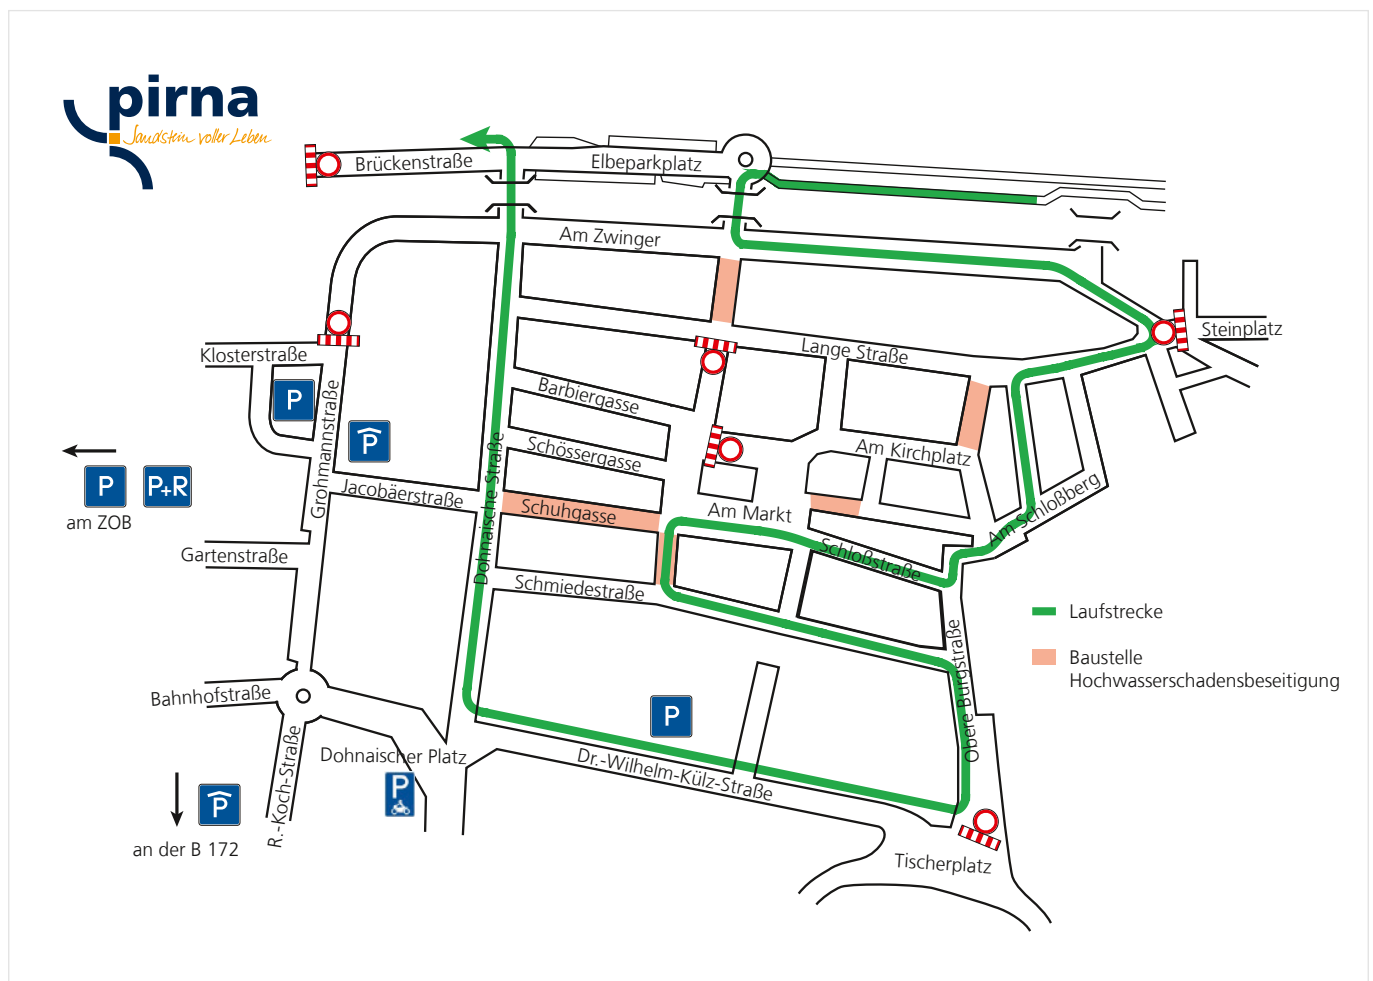 pirna
Sandstein voller Leben
Brückenstraße
Elbeparkplatz
Am Zwinger
Steinplatz
Klosterstraße
Lange Straße
P
Grohmannstraße
Barbiergasse
P
Am Kirchplatz
Schössergasse
Dohnaische Straße
P
P+R
am ZOB
Jacobäerstraße
Schuhgasse
Am Markt
Am Schloßberg
Schloßstraße
Gartenstraße
Schmiedestraße
Laufstrecke
Baustelle
Hochwasserschadensbeseitigung
Obere Burgstraße
Bahnhofstraße
P
R.-Koch-Straße
Dohnaischer Platz
Dr.-Wilhelm-Külz-Straße
P
P
an der B 172
Tischerplatz